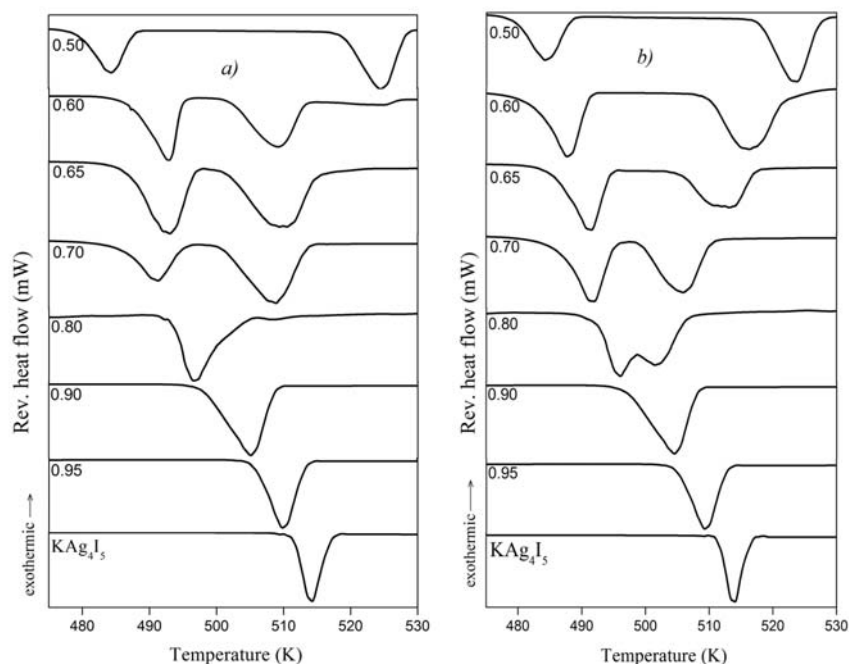 a)
0.50
0.60
0.65
0.70
0.80
0.90
0.95
KAg₄I₅
Rev. heat flow (mW)
exothermic →
475 480 490 500 510 520 530
Temperature (K)
b)
0.50
0.60
0.65
0.70
0.80
0.90
0.95
KAg₄I₅
Rev. heat flow (mW)
exothermic →
480 490 500 510 520 530
Temperature (K)